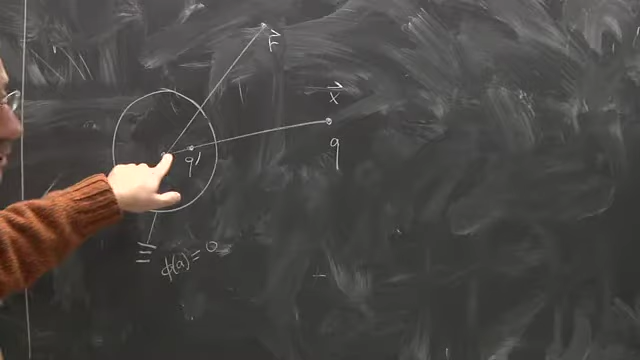 r⃗
x⃗
q'
q
ϕ(a) = 0